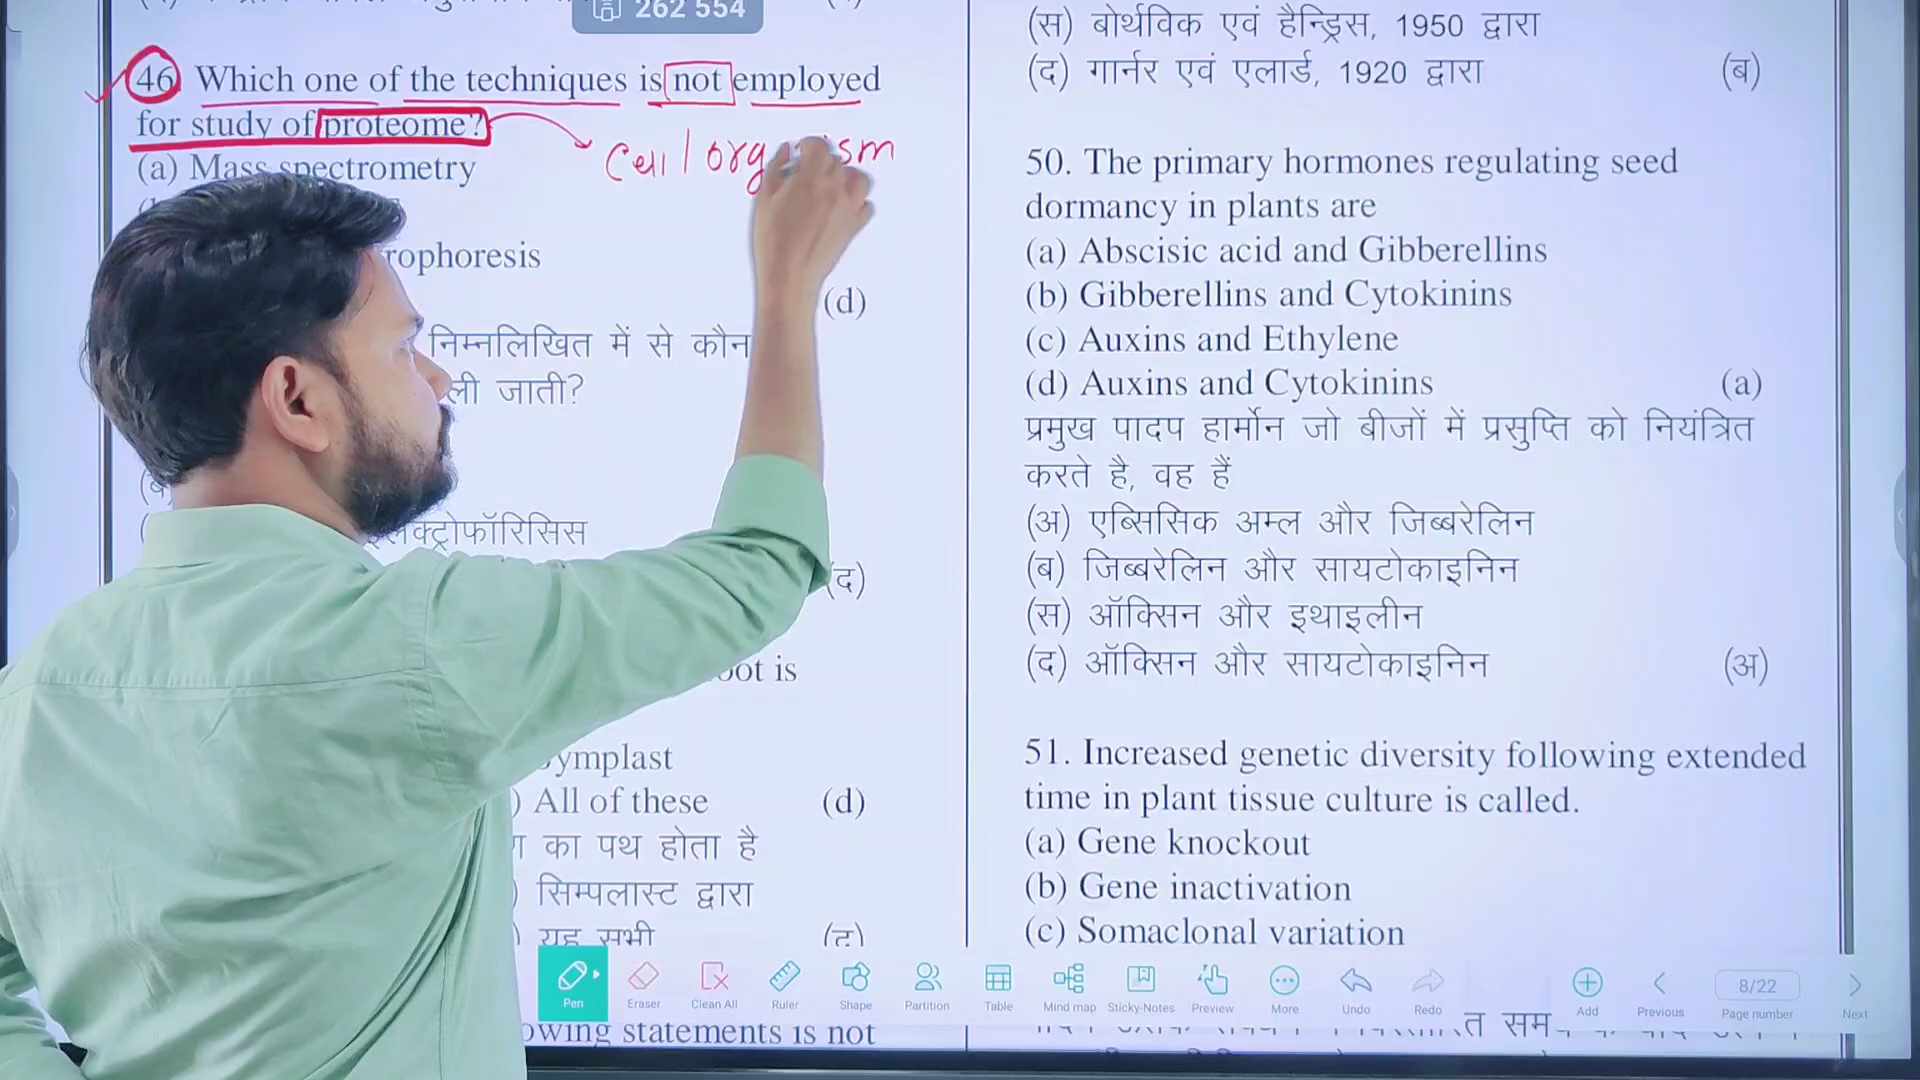 262 554
46. Which one of the techniques is not employed
for study of proteome?
Cell / organism
(a) Mass spectrometry
rophoresis
(d)
निम्नलिखित में से कौन
ली जाती?
लेक्ट्रोफॉरिसिस
(द)
oot is
Symplast
) All of these (d)
का पथ होता है
) सिम्पलास्ट द्वारा
) यह सभी (द)
owing statements is not
(स) बोर्थविक एवं हैन्ड्रिस, 1950 द्वारा
(द) गार्नर एवं एलार्ड, 1920 द्वारा (ब)
50. The primary hormones regulating seed
dormancy in plants are
(a) Abscisic acid and Gibberellins
(b) Gibberellins and Cytokinins
(c) Auxins and Ethylene
(d) Auxins and Cytokinins (a)
प्रमुख पादप हार्मोन जो बीजों में प्रसुप्ति को नियंत्रित
करते है, वह हैं
(अ) एब्सिसिक अम्ल और जिब्बरेलिन
(ब) जिब्बरेलिन और सायटोकाइनिन
(स) ऑक्सिन और इथाइलीन
(द) ऑक्सिन और सायटोकाइनिन (अ)
51. Increased genetic diversity following extended
time in plant tissue culture is called.
(a) Gene knockout
(b) Gene inactivation
(c) Somaclonal variation
Pen Eraser Clean All Ruler Shape Partition Table Mind map Sticky-Notes Preview More Undo Redo Add Previous 8/22 Page number Next